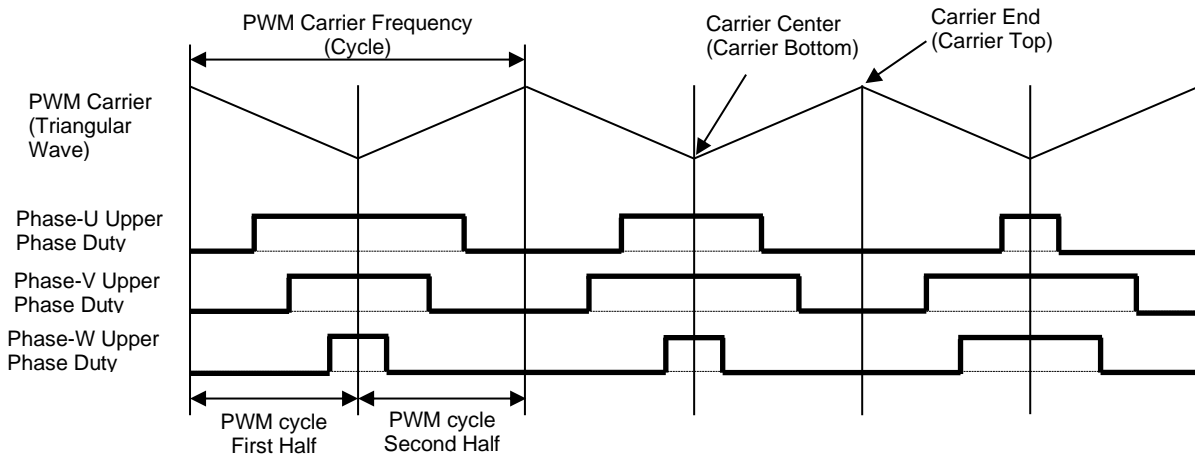 PWM Carrier Frequency
(Cycle)
Carrier Center
(Carrier Bottom)
Carrier End
(Carrier Top)
PWM Carrier
(Triangular
Wave)
Phase-U Upper
Phase Duty
Phase-V Upper
Phase Duty
Phase-W Upper
Phase Duty
PWM cycle
First Half
PWM cycle
Second Half